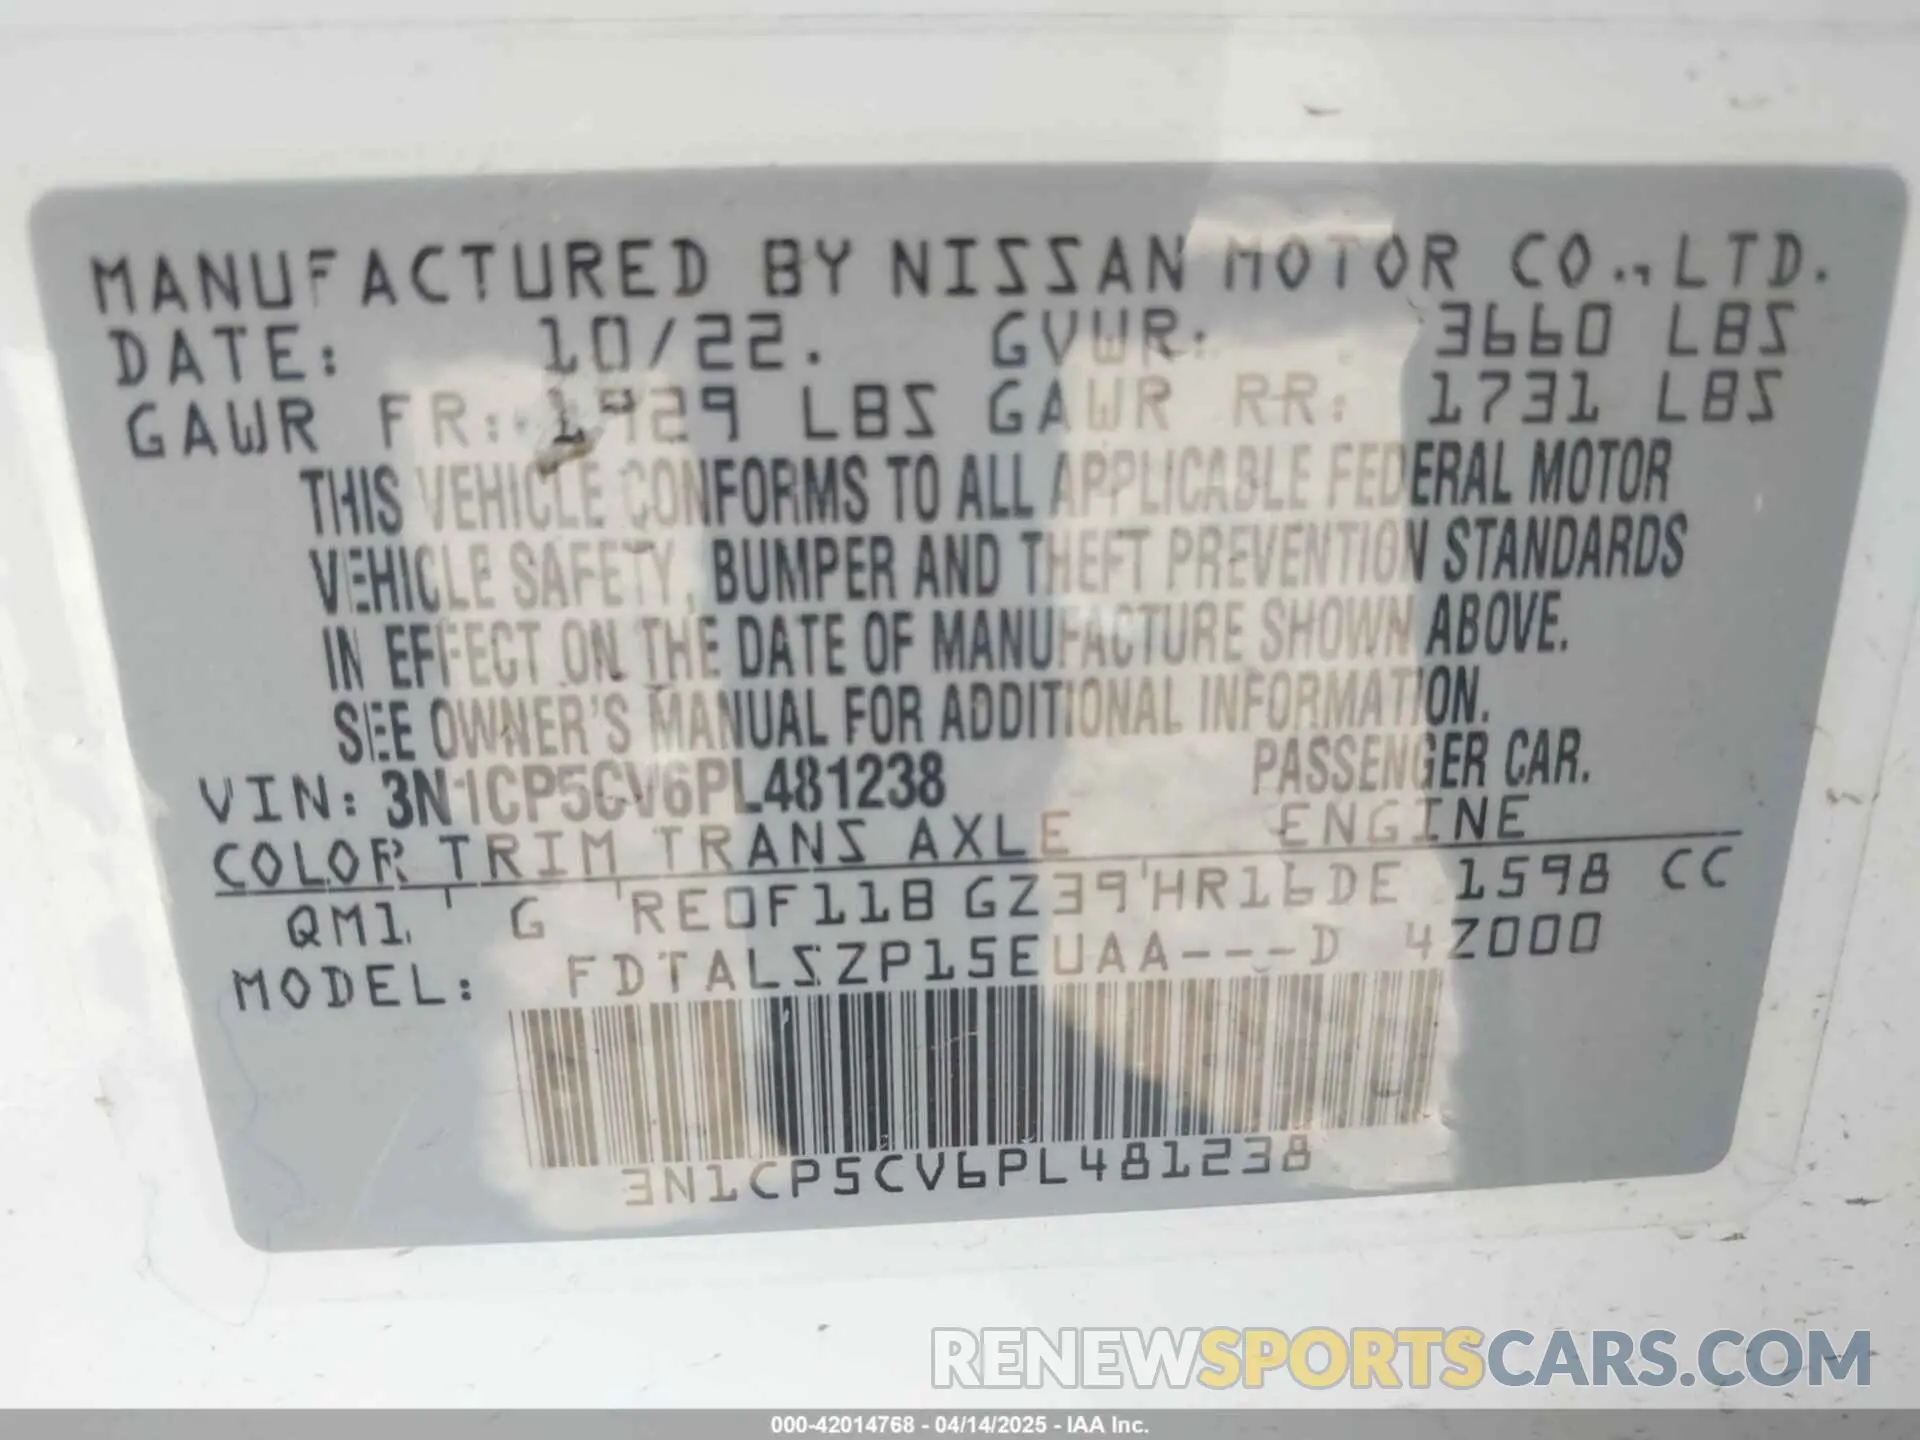 MANUFACTURED BY NISSAN MOTOR CO., LTD.
DATE: 10/22. GVWR: 3660 LBS
GAWR FR: 1929 LBS GAWR RR: 1731 LBS
THIS VEHICLE CONFORMS TO ALL APPLICABLE FEDERAL MOTOR
VEHICLE SAFETY, BUMPER AND THEFT PREVENTION STANDARDS
IN EFFECT ON THE DATE OF MANUFACTURE SHOWN ABOVE.
SEE OWNER'S MANUAL FOR ADDITIONAL INFORMATION.
VIN: 3N1CP5CV6PL481238 PASSENGER CAR.
COLOR TRIM TRANS AXLE ENGINE
QM1 G RE0F11B GZ39 HR16DE 1598 CC
MODEL: FDTALSZP15EUAA---D 4Z000
3N1CP5CV6PL481238
RENEWSPORTSCARS.COM
000-42014768 - 04/14/2025 - IAA Inc.